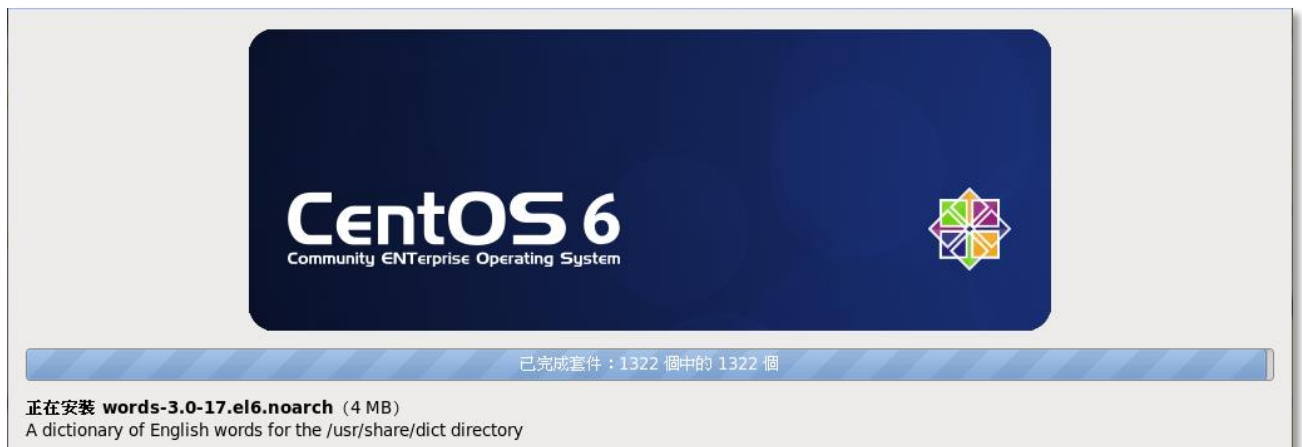 CentOS 6
Community ENTerprise Operating System
已完成套件：1322 個中的 1322 個
正在安裝 words-3.0-17.el6.noarch（4 MB）
A dictionary of English words for the /usr/share/dict directory